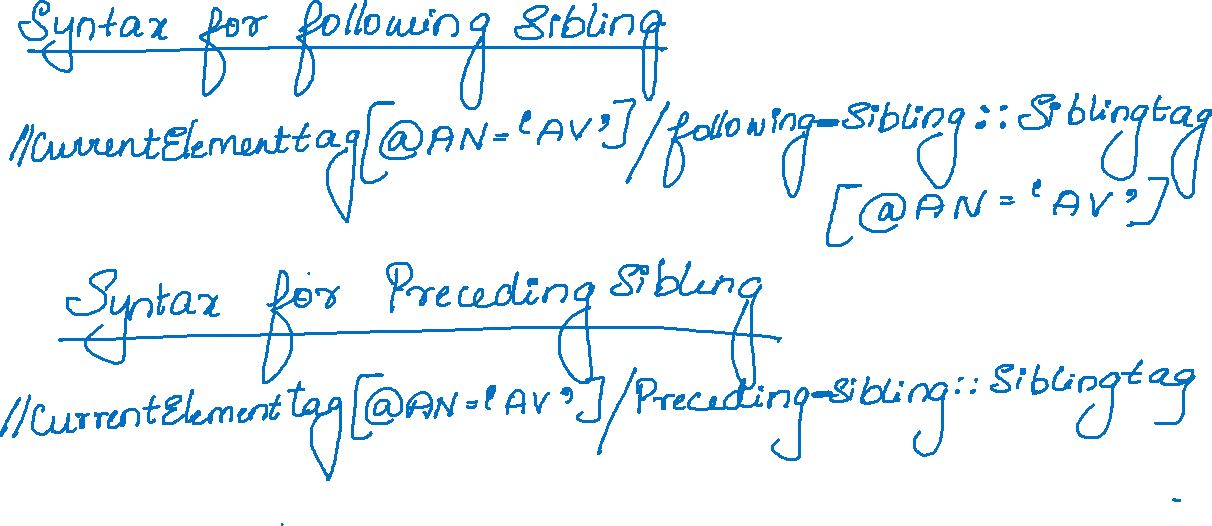 Syntax for following Sibling
//CurrentElementtag[@AN='AV']/following-Sibling::Siblingtag
[@AN='AV']
Syntax for Preceding Sibling
//CurrentElementtag[@AN='AV']/Preceding-Sibling::Siblingtag